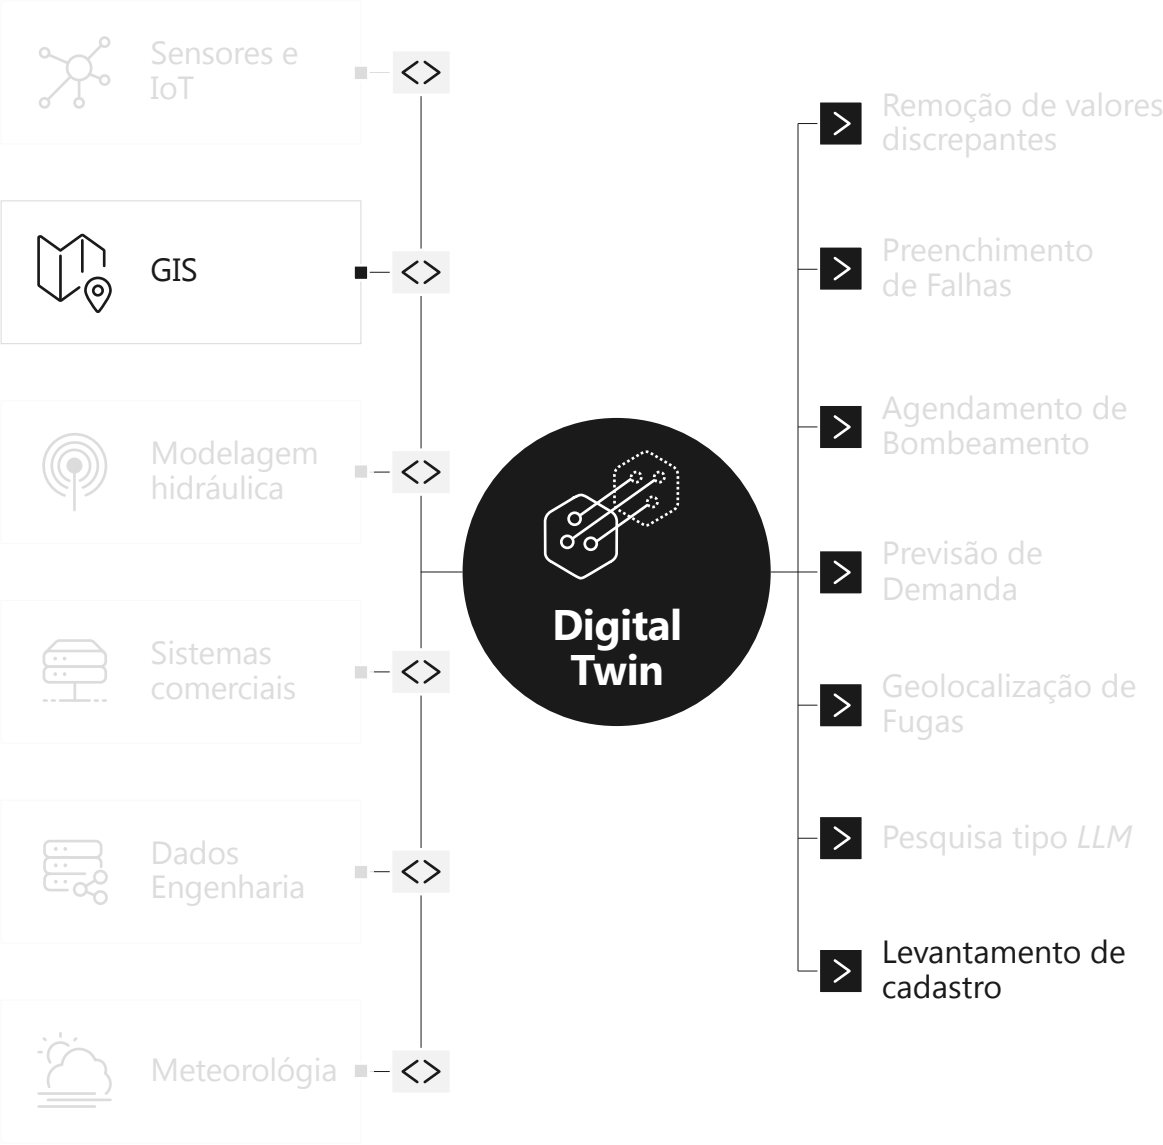 Sensores e
IoT
GIS
Modelagem
hidráulica
Sistemas
comerciais
Dados
Engenharia
Meteorológia
Digital
Twin
Remoção de valores
discrepantes
Preenchimento
de Falhas
Agendamento de
Bombeamento
Previsão de
Demanda
Geolocalização de
Fugas
Pesquisa tipo LLM
Levantamento de
cadastro